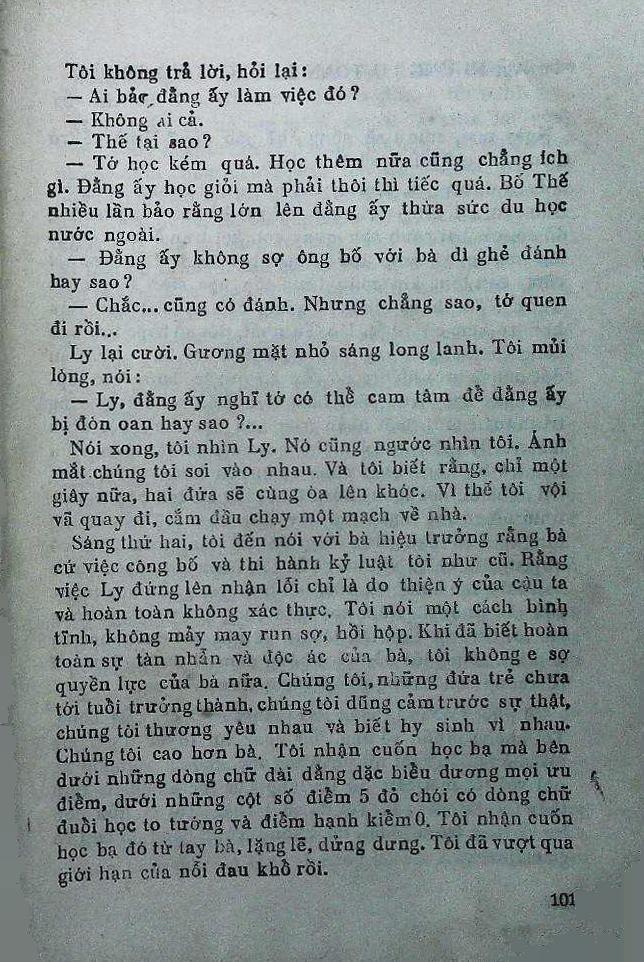 Tôi không trả lời, hỏi lại:
— Ai bảo đằng ấy làm việc đó?
— Không ai cả.
— Thế tại sao?
— Tớ học kém quá. Học thêm nữa cũng chẳng ích
gì. Đằng ấy học giỏi mà phải thôi thì tiếc quá. Bố Thế
nhiều lần bảo rằng lớn lên đằng ấy thừa sức du học
nước ngoài.
— Đằng ấy không sợ ông bố với bà dì ghẻ đánh
hay sao?
— Chắc... cũng có đánh. Nhưng chẳng sao, tớ quen
đi rồi...
Ly lại cười. Gương mặt nhỏ sáng long lanh. Tôi mủi
lòng, nói:
— Ly, đằng ấy nghĩ tớ có thể cam tâm để đằng ấy
bị đòn oan hay sao ?...
Nói xong, tôi nhìn Ly. Nó cũng ngước nhìn tôi. Ánh
mắt chúng tôi soi vào nhau. Và tôi biết rằng, chỉ một
giây nữa, hai đứa sẽ cùng òa lên khóc. Vì thế tôi vội
vã quay đi, cắm đầu chạy một mạch về nhà.
Sáng thứ hai, tôi đến nói với bà hiệu trưởng rằng bà
cứ việc công bố và thi hành kỷ luật tôi như cũ. Rằng
việc Ly đứng lên nhận lỗi chỉ là do thiện ý của cậu ta
và hoàn toàn không xác thực. Tôi nói một cách bình
tĩnh, không mảy may run sợ, hồi hộp. Khi đã biết hoàn
toàn sự tàn nhẫn và độc ác của bà, tôi không e sợ
quyền lực của bà nữa. Chúng tôi, những đứa trẻ chưa
tới tuổi trưởng thành, chúng tôi dũng cảm trước sự thật,
chúng tôi thương yêu nhau và biết hy sinh vì nhau.
Chúng tôi cao hơn bà. Tôi nhận cuốn học bạ mà bên
dưới những dòng chữ dài dằng dặc biểu dương mọi ưu
điểm, dưới những cột số điểm 5 đỏ chói có dòng chữ
đuổi học to tướng và điểm hạnh kiểm 0. Tôi nhận cuốn
học bạ đó từ tay bà, lặng lẽ, dửng dưng. Tôi đã vượt qua
giới hạn của nỗi đau khổ rồi.
101